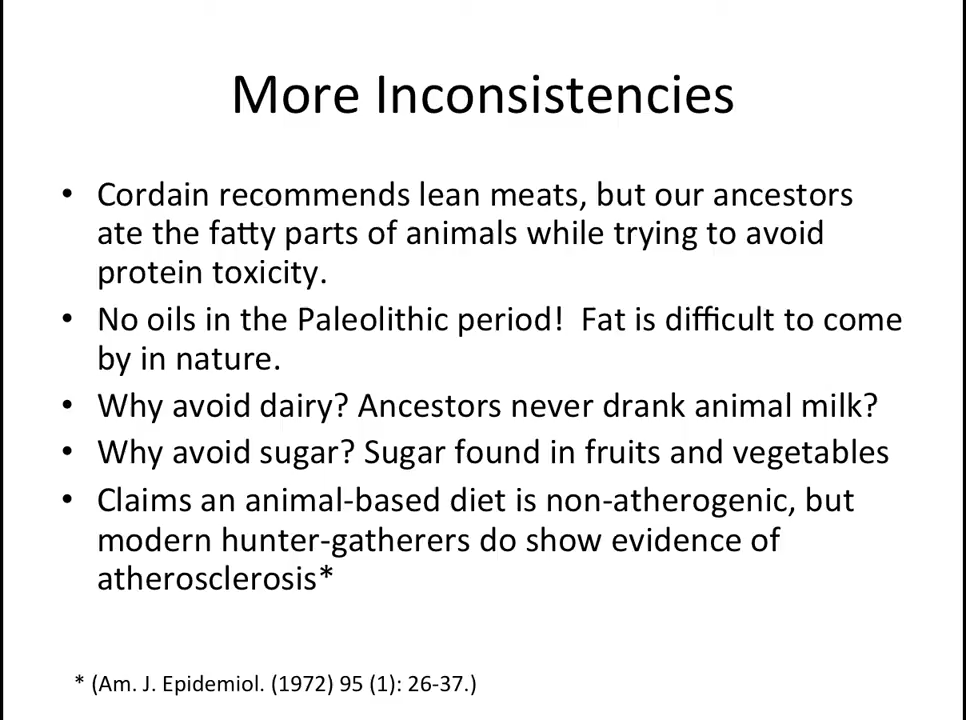 More Inconsistencies
• Cordain recommends lean meats, but our ancestors
ate the fatty parts of animals while trying to avoid
protein toxicity.
• No oils in the Paleolithic period!  Fat is difficult to come
by in nature.
• Why avoid dairy? Ancestors never drank animal milk?
• Why avoid sugar? Sugar found in fruits and vegetables
• Claims an animal-based diet is non-atherogenic, but
modern hunter-gatherers do show evidence of
atherosclerosis*
* (Am. J. Epidemiol. (1972) 95 (1): 26-37.)